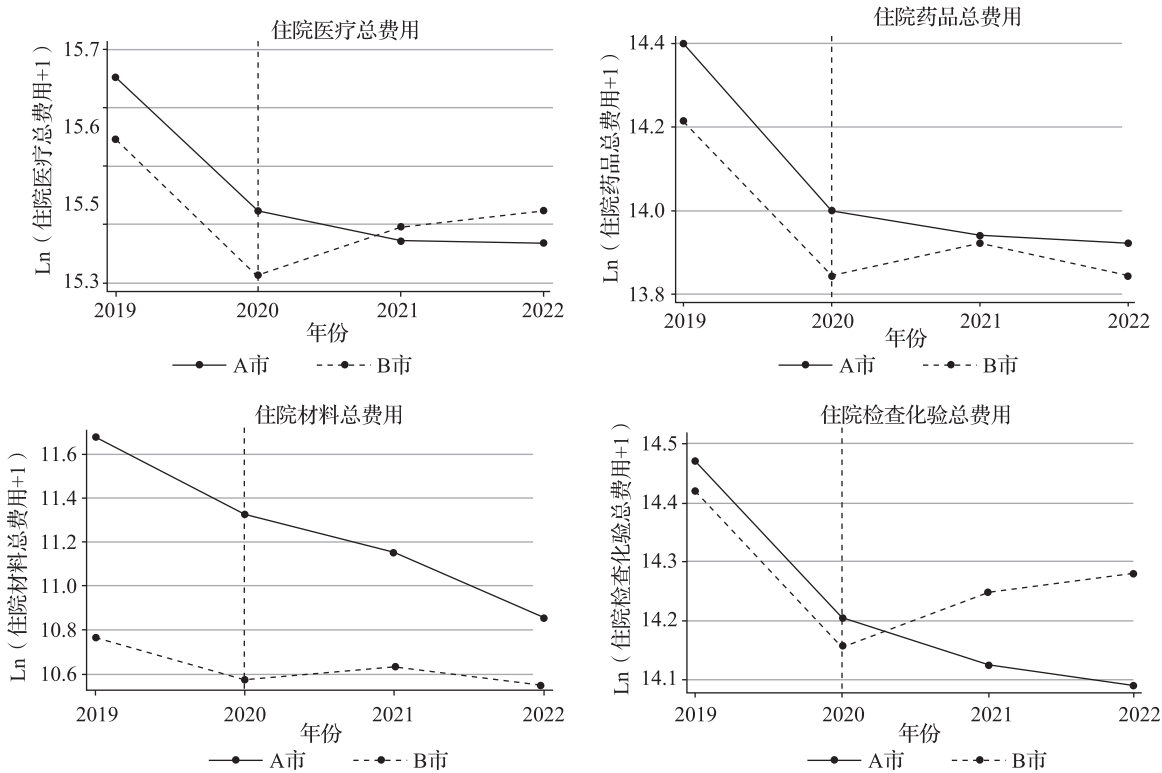 住院医疗总费用
Ln（住院医疗总费用+1）
15.7
15.6
15.5
15.3
2019 2020 2021 2022
年份
A市 B市
住院药品总费用
Ln（住院药品总费用+1）
14.4
14.2
14.0
13.8
2019 2020 2021 2022
年份
A市 B市
住院材料总费用
Ln（住院材料总费用+1）
11.6
11.4
11.2
11.0
10.8
10.6
2019 2020 2021 2022
年份
A市 B市
住院检查化验总费用
Ln（住院检查化验总费用+1）
14.5
14.4
14.3
14.2
14.1
2019 2020 2021 2022
年份
A市 B市